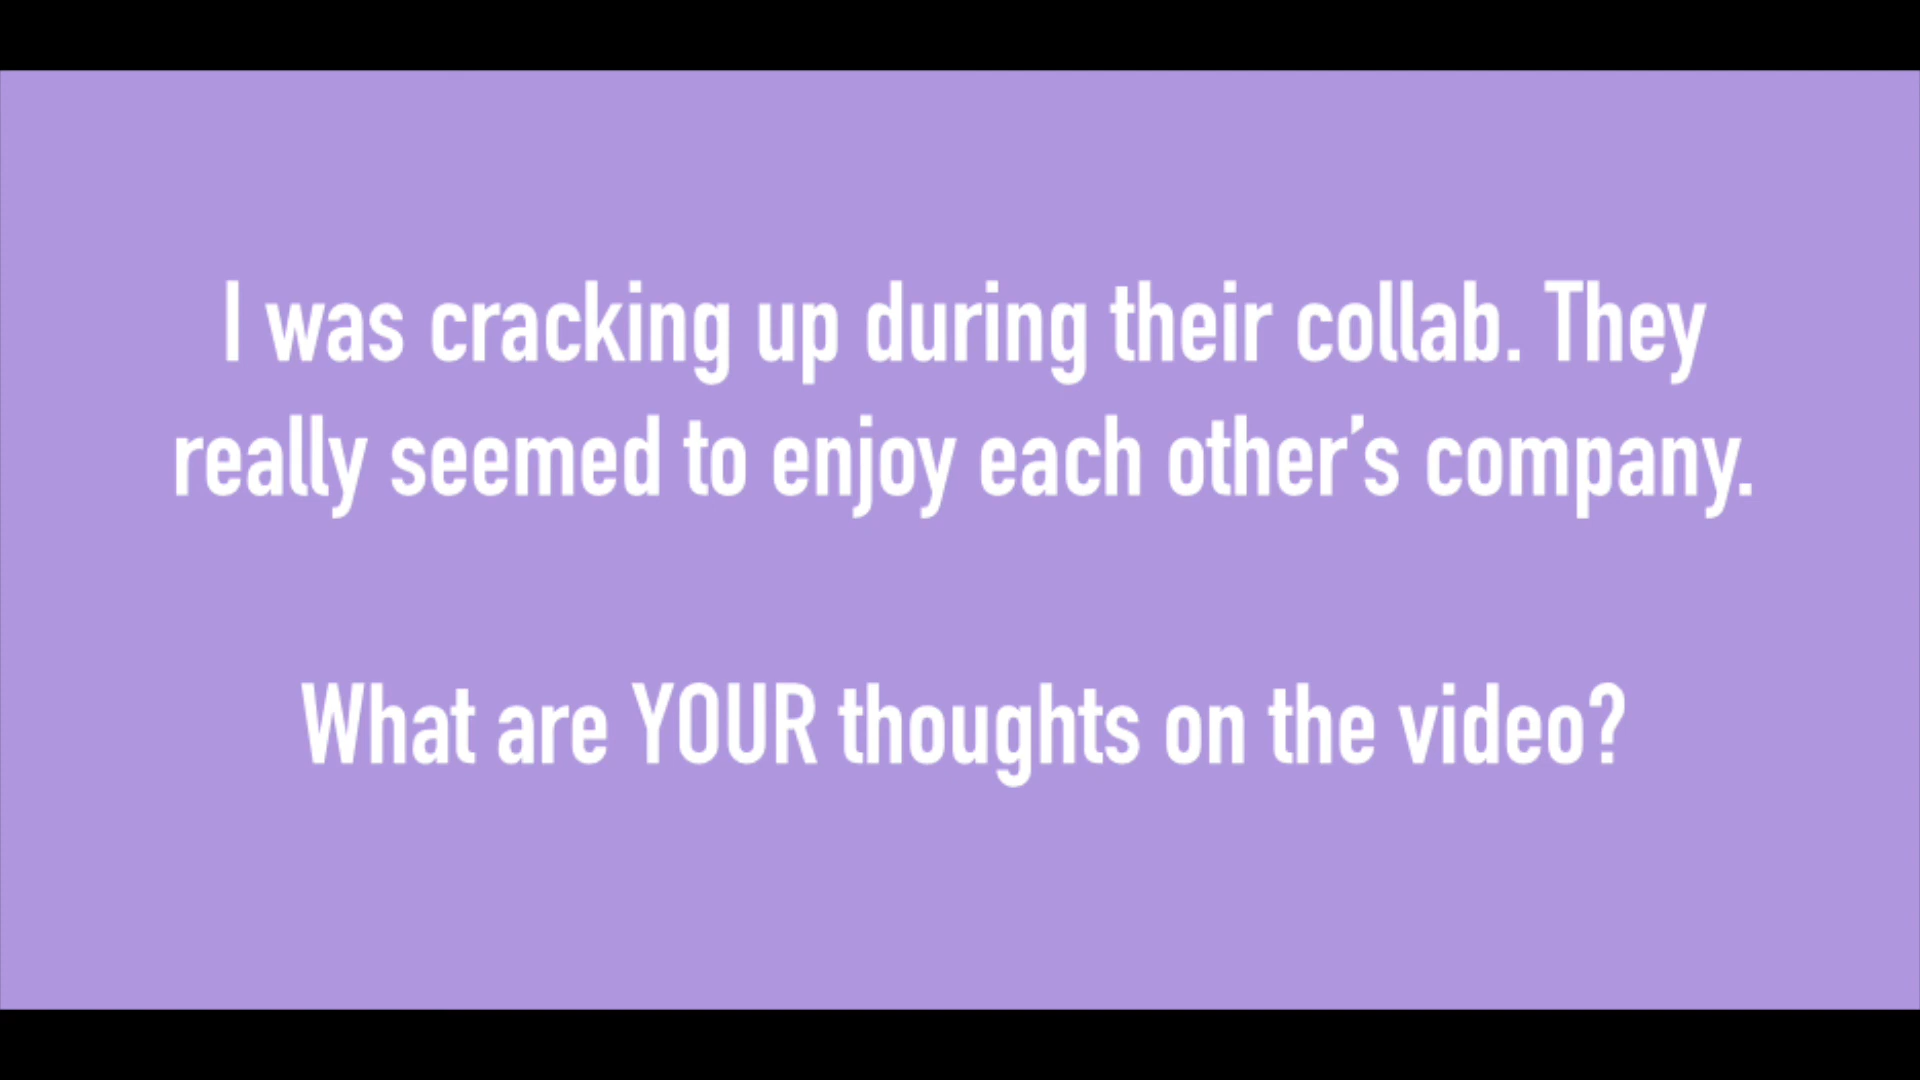 I was cracking up during their collab. They
really seemed to enjoy each other’s company.
What are YOUR thoughts on the video?